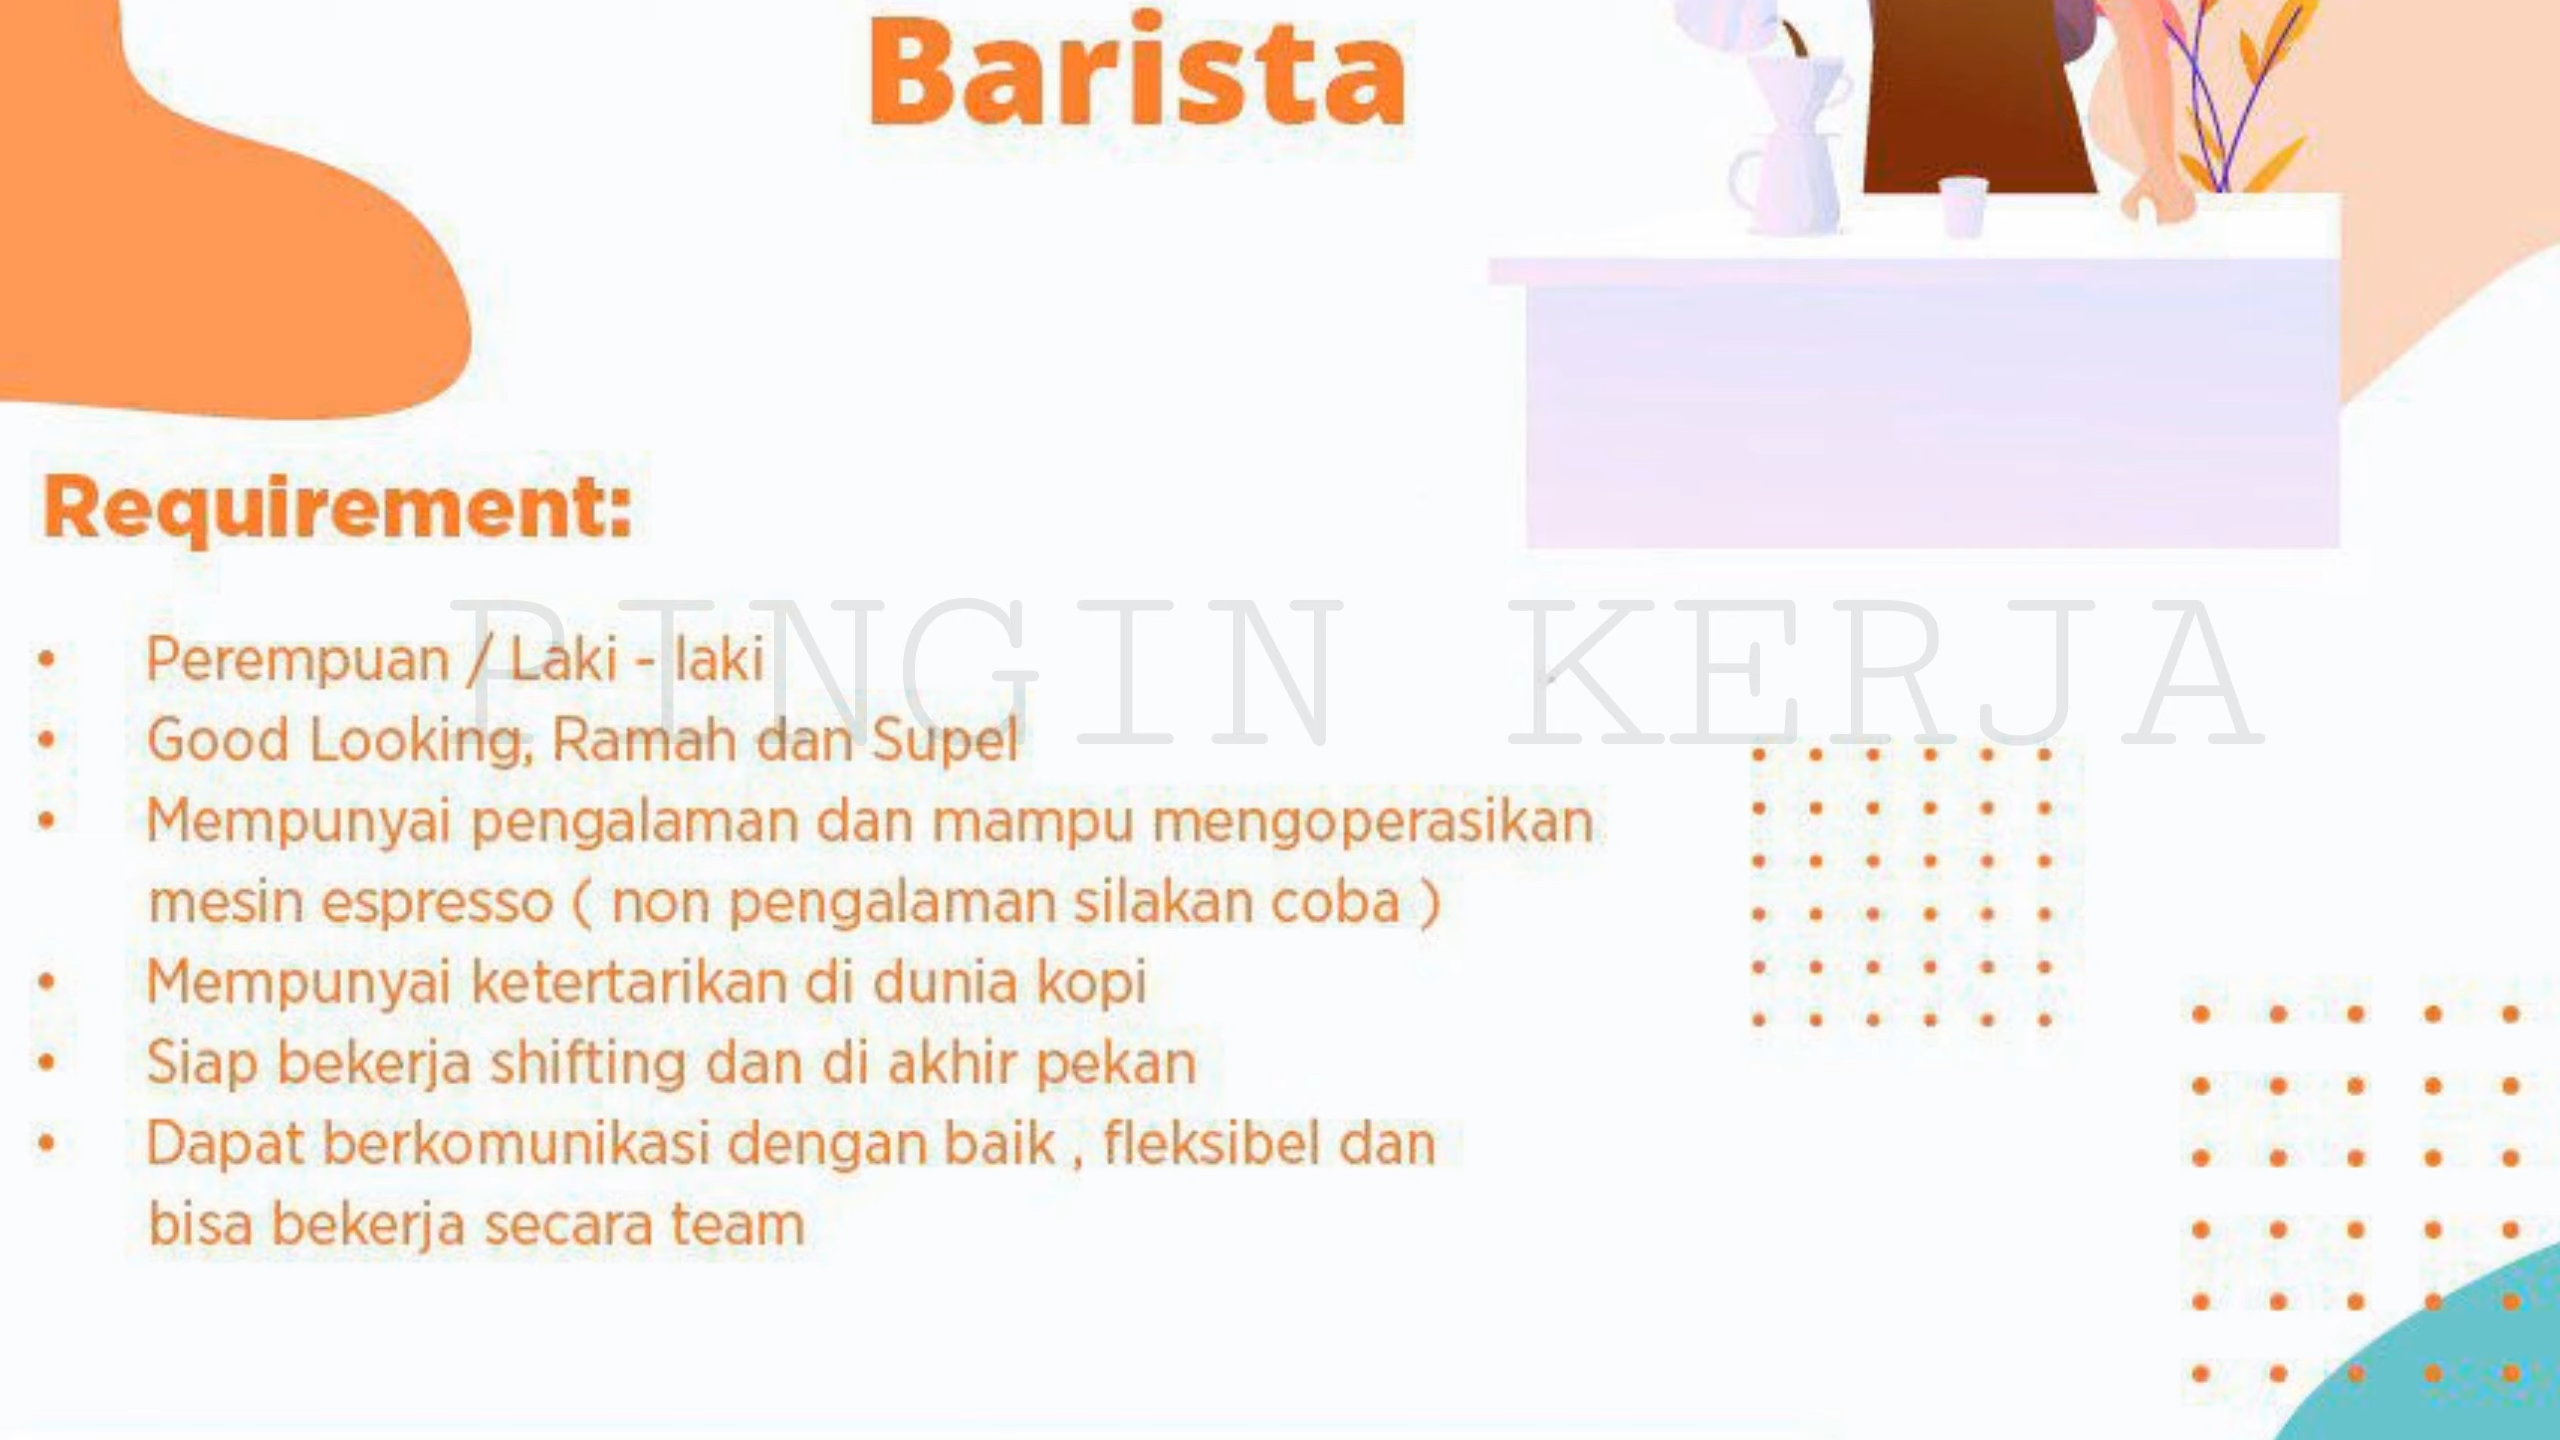 Barista
Requirement:
PINGIN KERJA
• Perempuan / Laki - laki
• Good Looking, Ramah dan Supel
• Mempunyai pengalaman dan mampu mengoperasikan
mesin espresso ( non pengalaman silakan coba )
• Mempunyai ketertarikan di dunia kopi
• Siap bekerja shifting dan di akhir pekan
• Dapat berkomunikasi dengan baik , fleksibel dan
bisa bekerja secara team